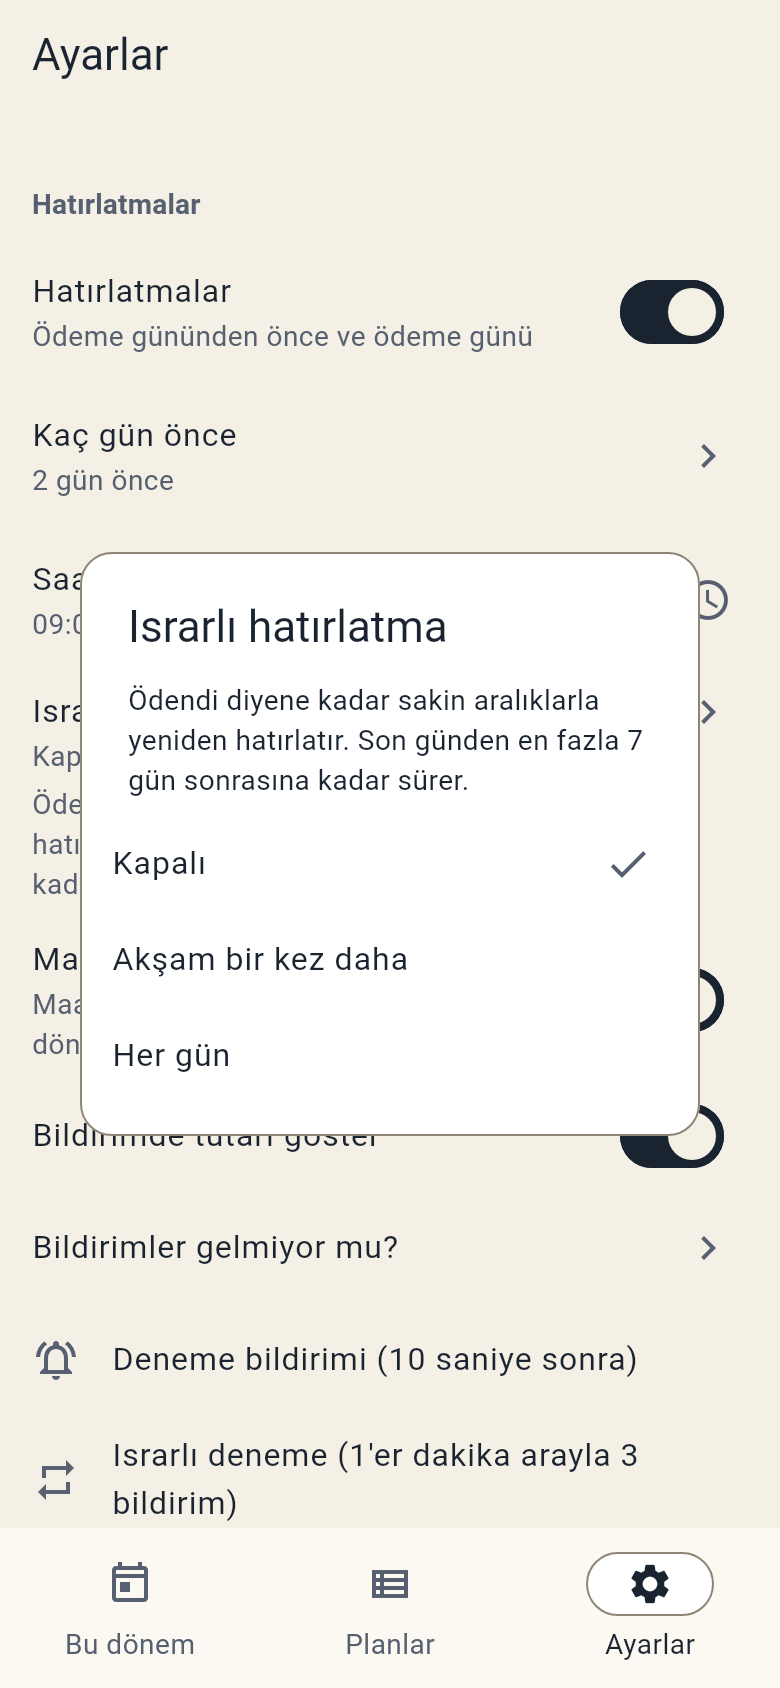 Ayarlar
Hatırlatmalar
Hatırlatmalar
Ödeme gününden önce ve ödeme günü
Kaç gün önce
2 gün önce
Israrlı hatırlatma
Ödendi diyene kadar sakin aralıklarla
yeniden hatırlatır. Son günden en fazla 7
gün sonrasına kadar sürer.
Kapalı
Akşam bir kez daha
Her gün
Bildirimde tutarı göster
Bildirimler gelmiyor mu?
Deneme bildirimi (10 saniye sonra)
Israrlı deneme (1'er dakika arayla 3
bildirim)
Bu dönem
Planlar
Ayarlar